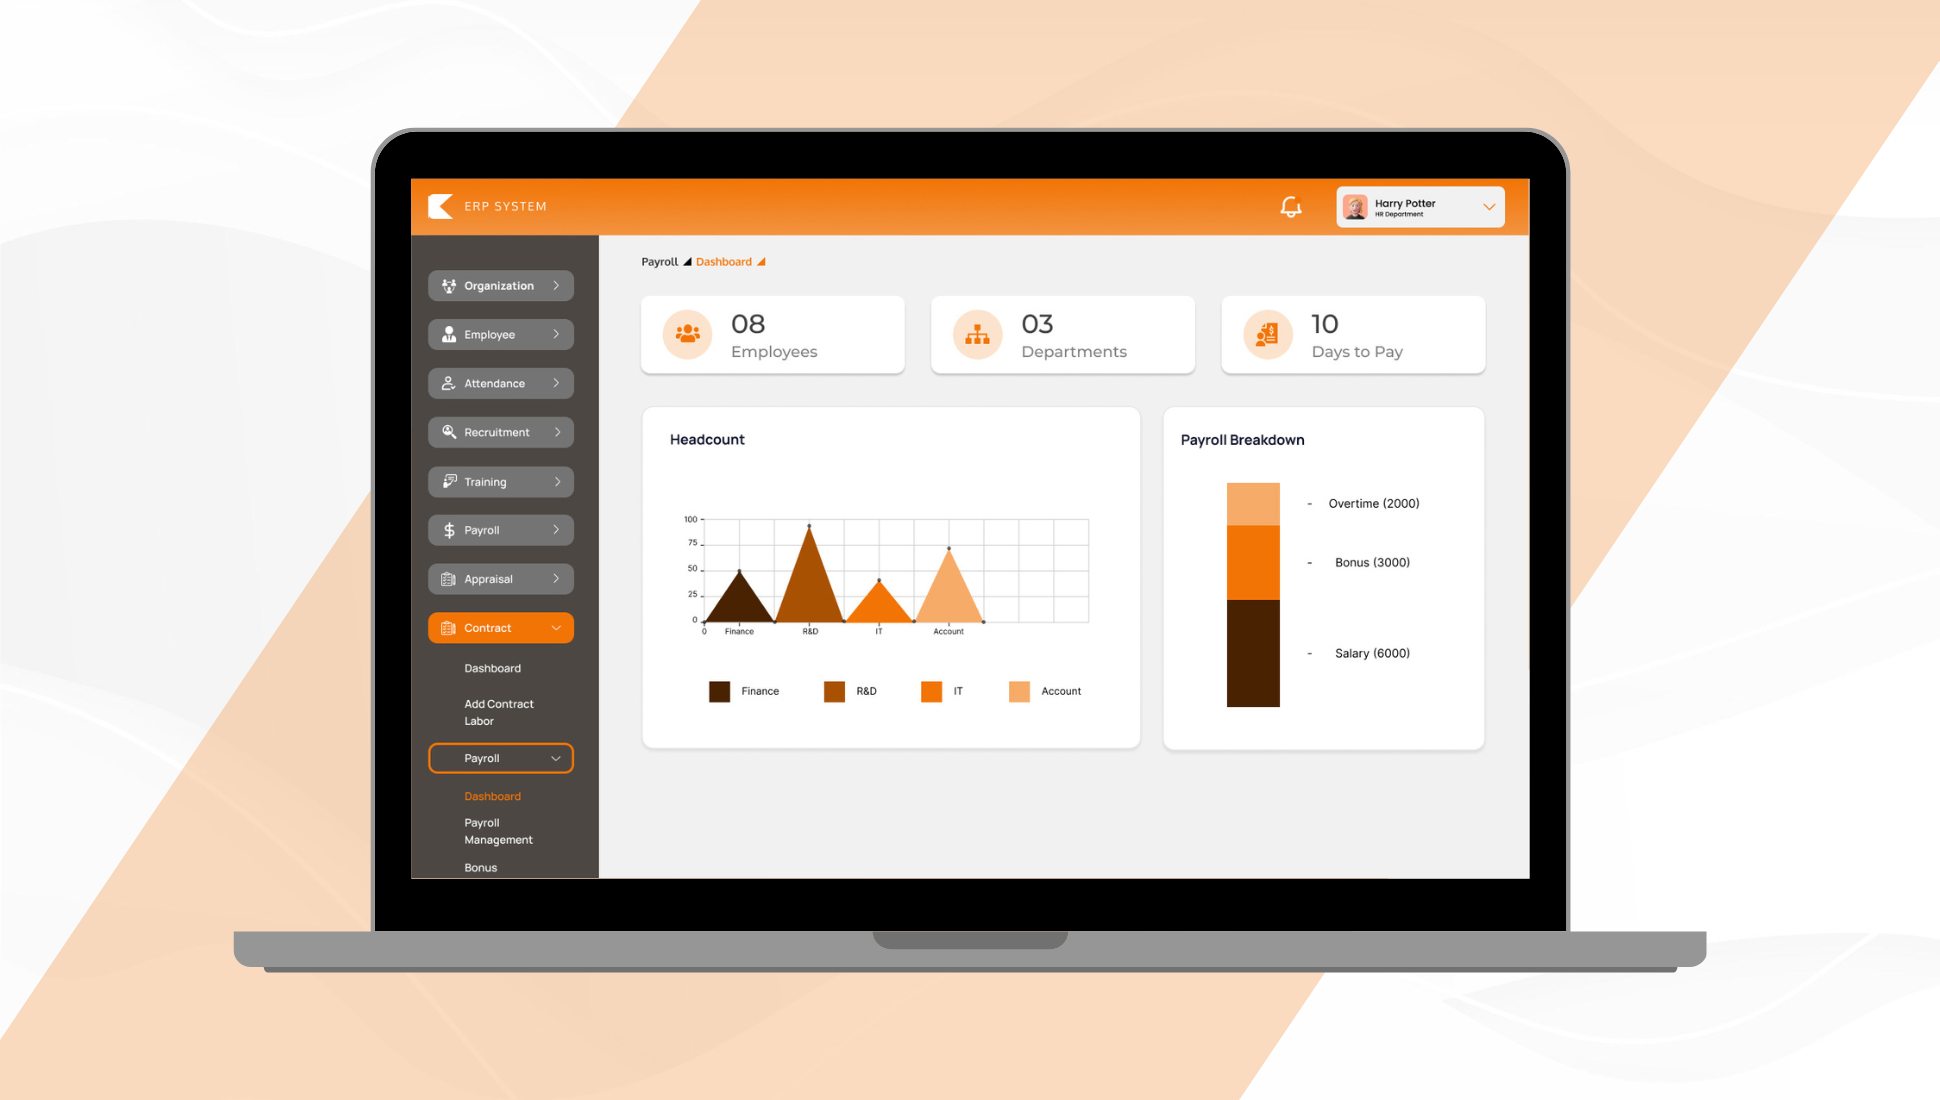 ERP SYSTEM
Harry Potter
HR Department
Organization
Employee
Attendance
Recruitment
Training
Payroll
Appraisal
Contract
Dashboard
Add Contract
Labor
Payroll
Dashboard
Payroll
Management
Bonus
Payroll Dashboard
08
Employees
03
Departments
10
Days to Pay
Headcount
100
75
50
25
0
0 Finance R&D IT Account
Finance R&D IT Account
Payroll Breakdown
- Overtime (2000)
- Bonus (3000)
- Salary (6000)